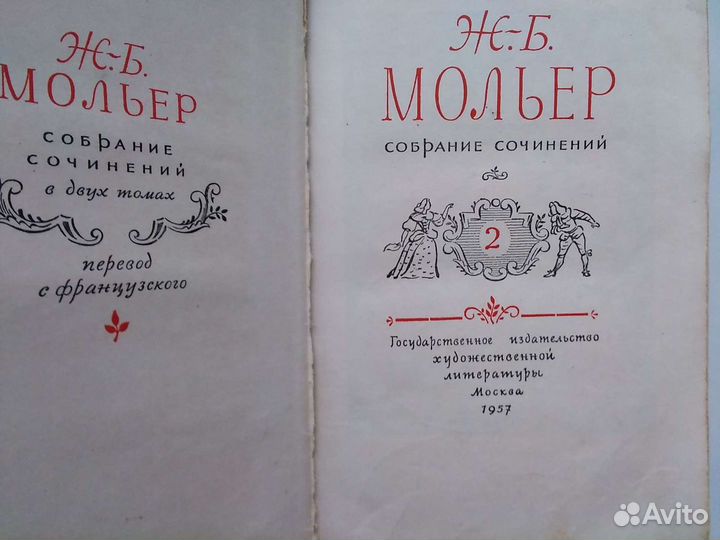 Ж.-Б.
МОЛЬЕР
СОБРАНИЕ
СОЧИНЕНИЙ
в двух томах
перевод
с французского
Ж.-Б.
МОЛЬЕР
СОБРАНИЕ СОЧИНЕНИЙ
2
Государственное издательство
художественной
литературы
Москва
1957
Avito